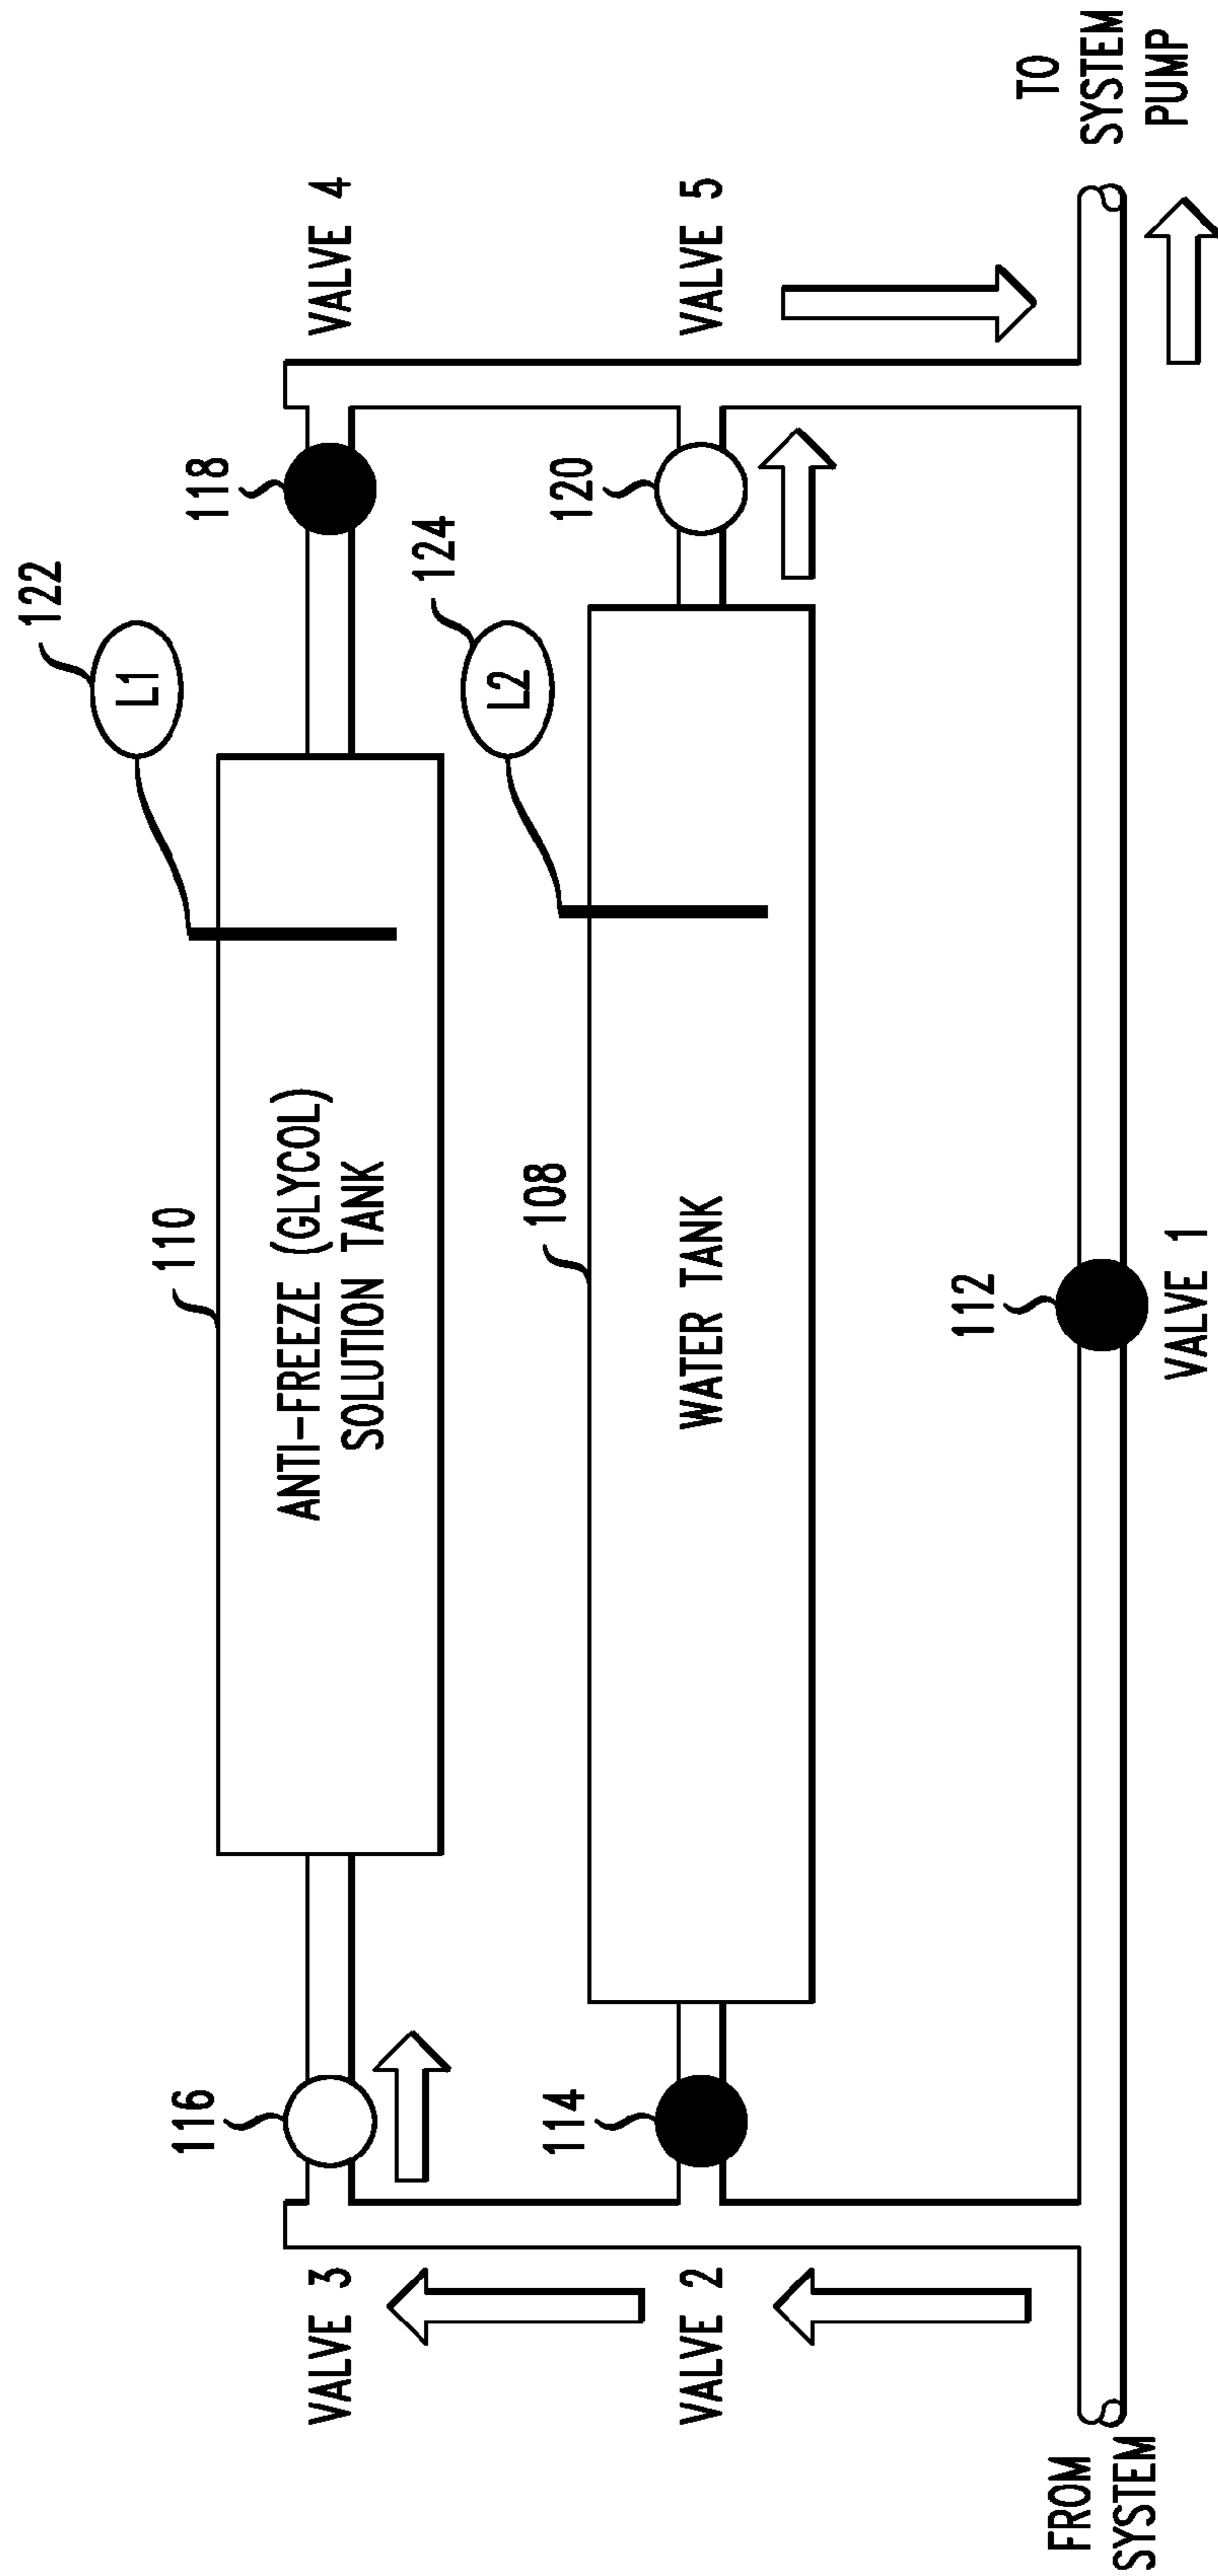 122
L1
110
ANTI-FREEZE (GLYCOL)
SOLUTION TANK
116
118
VALVE 3
VALVE 4
124
L2
108
WATER TANK
114
120
VALVE 2
VALVE 5
112
VALVE 1
FROM
SYSTEM
TO
SYSTEM
PUMP